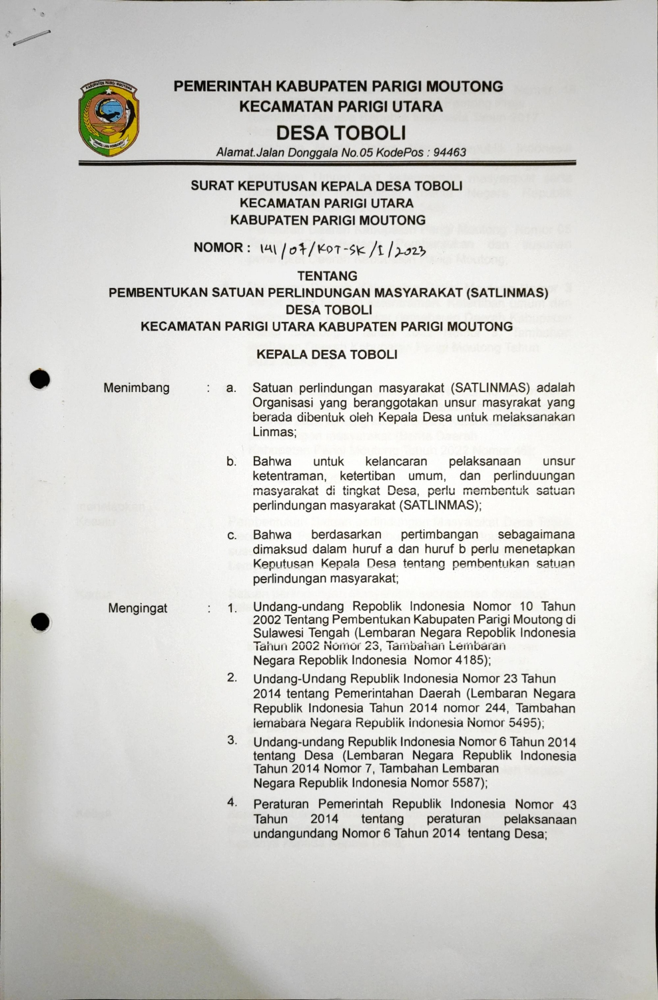 PEMERINTAH KABUPATEN PARIGI MOUTONG
KECAMATAN PARIGI UTARA
DESA TOBOLI
Alamat.Jalan Donggala No.05 KodePos : 94463
SURAT KEPUTUSAN KEPALA DESA TOBOLI
KECAMATAN PARIGI UTARA
KABUPATEN PARIGI MOUTONG
NOMOR : 141/07/KDT-SK/I/2023
TENTANG
PEMBENTUKAN SATUAN PERLINDUNGAN MASYARAKAT (SATLINMAS)
DESA TOBOLI
KECAMATAN PARIGI UTARA KABUPATEN PARIGI MOUTONG
KEPALA DESA TOBOLI
Menimbang : a. Satuan perlindungan masyarakat (SATLINMAS) adalah
Organisasi yang beranggotakan unsur masyrakat yang
berada dibentuk oleh Kepala Desa untuk melaksanakan
Linmas;
b. Bahwa untuk kelancaran pelaksanaan unsur
ketentraman, ketertiban umum, dan perlinduungan
masyarakat di tingkat Desa, perlu membentuk satuan
perlindungan masyarakat (SATLINMAS);
c. Bahwa berdasarkan pertimbangan sebagaimana
dimaksud dalam huruf a dan huruf b perlu menetapkan
Keputusan Kepala Desa tentang pembentukan satuan
perlindungan masyarakat;
Mengingat : 1. Undang-undang Repoblik Indonesia Nomor 10 Tahun
2002 Tentang Pembentukan Kabupaten Parigi Moutong di
Sulawesi Tengah (Lembaran Negara Repoblik Indonesia
Tahun 2002 Nomor 23, Tambahan Lembaran
Negara Repoblik Indonesia Nomor 4185);
2. Undang-Undang Republik Indonesia Nomor 23 Tahun
2014 tentang Pemerintahan Daerah (Lembaran Negara
Republik Indonesia Tahun 2014 nomor 244, Tambahan
lemabara Negara Republik Indonesia Nomor 5495);
3. Undang-undang Republik Indonesia Nomor 6 Tahun 2014
tentang Desa (Lembaran Negara Republik Indonesia
Tahun 2014 Nomor 7, Tambahan Lembaran
Negara Republik Indonesia Nomor 5587);
4. Peraturan Pemerintah Republik Indonesia Nomor 43
Tahun 2014 tentang peraturan pelaksanaan
undangundang Nomor 6 Tahun 2014 tentang Desa;